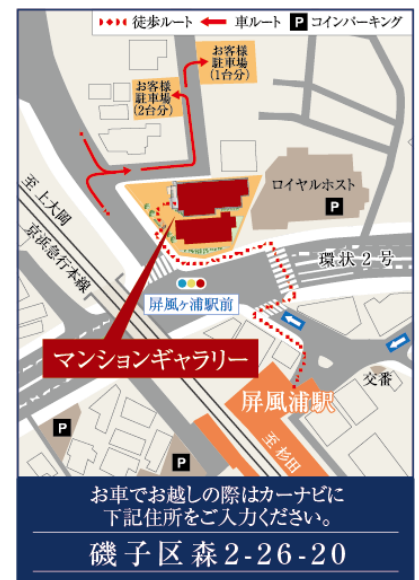 徒歩ルート 車ルート P コインパーキング
お客様
駐車場
(1台分)
お客様
駐車場
(2台分)
ロイヤルホスト
P
至上大岡
京浜急行本線
環状2号
屏風ヶ浦駅前
マンションギャラリー
交番
屏風浦駅
至杉田
P
P
お車でお越しの際はカーナビに
下記住所をご入力ください。
磯子区森2-26-20